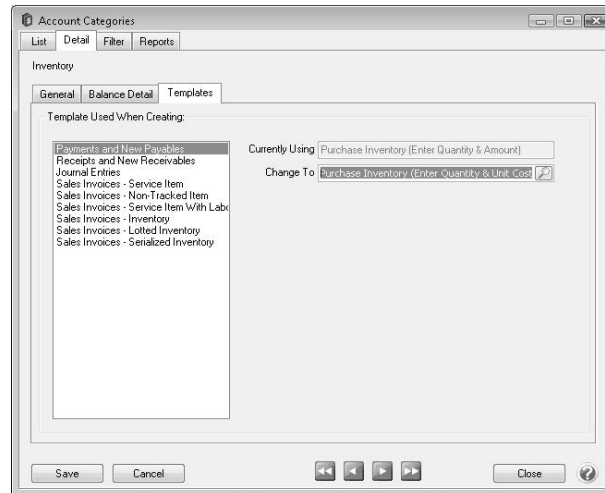 Account Categories
List Detail Filter Reports
Inventory
General Balance Detail Templates
Template Used When Creating:
Payments and New Payables
Receipts and New Receivables
Journal Entries
Sales Invoices - Service Item
Sales Invoices - Non-Tracked Item
Sales Invoices - Service Item With Labo
Sales Invoices - Inventory
Sales Invoices - Lotted Inventory
Sales Invoices - Serialized Inventory
Currently Using Purchase Inventory (Enter Quantity & Amount)
Change To Purchase Inventory (Enter Quantity & Unit Cost
Save Cancel Close ?